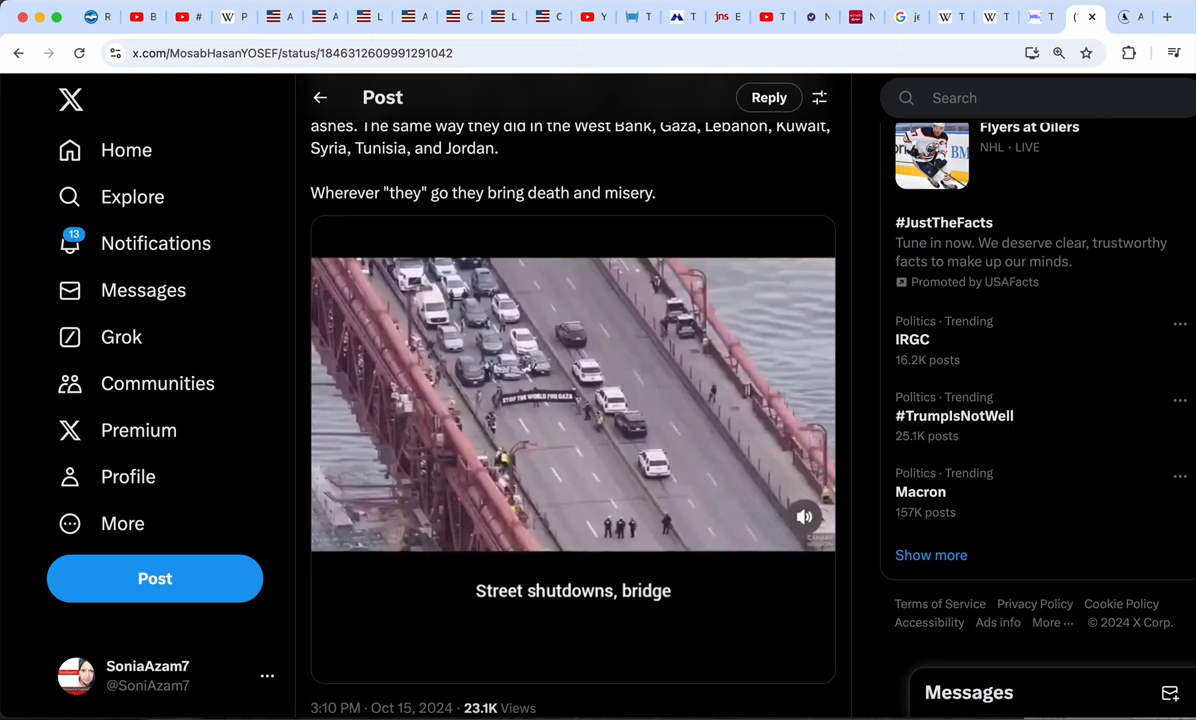 R
B
#
P
A
A
L
A
C
L
C
Y
T
T
jns E
T
N
N
T
T
T
A
x.com/MosabHasanYOSEF/status/1846312609991291042
Post
Reply
Search
ashes. The same way they did in the West Bank, Gaza, Lebanon, Kuwait,
Syria, Tunisia, and Jordan.
Wherever "they" go they bring death and misery.
STOP THE WORLD FOR GAZA
Street shutdowns, bridge
3:10 PM · Oct 15, 2024 · 23.1K Views
Home
Explore
13
Notifications
Messages
Grok
Communities
Premium
Profile
More
Post
SoniaAzam7
@SoniAzam7
Flyers at Oilers
NHL · LIVE
#JustTheFacts
Tune in now. We deserve clear, trustworthy
facts to make up our minds.
Promoted by USAFacts
Politics · Trending
IRGC
16.2K posts
Politics · Trending
#TrumpIsNotWell
25.1K posts
Politics · Trending
Macron
157K posts
Show more
Terms of Service Privacy Policy Cookie Policy
Accessibility Ads info More ··· © 2024 X Corp.
Messages